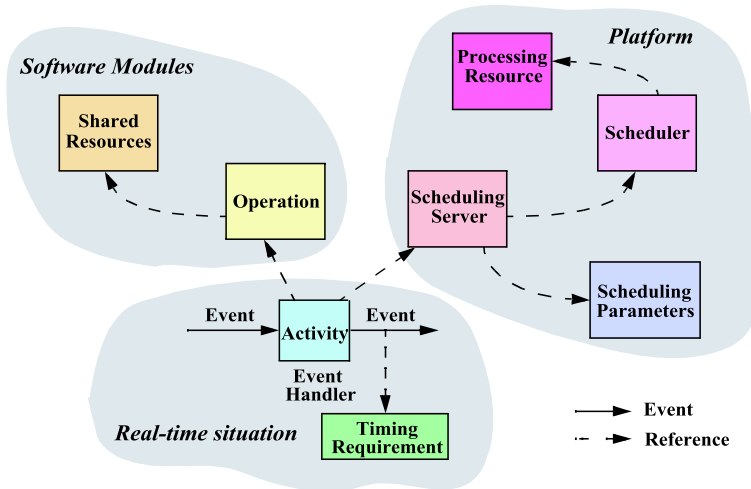 Software Modules
Shared
Resources
Operation
Platform
Processing
Resource
Scheduler
Scheduling
Server
Scheduling
Parameters
Event
Activity
Event
Event
Handler
Timing
Requirement
Real-time situation
Event
Reference